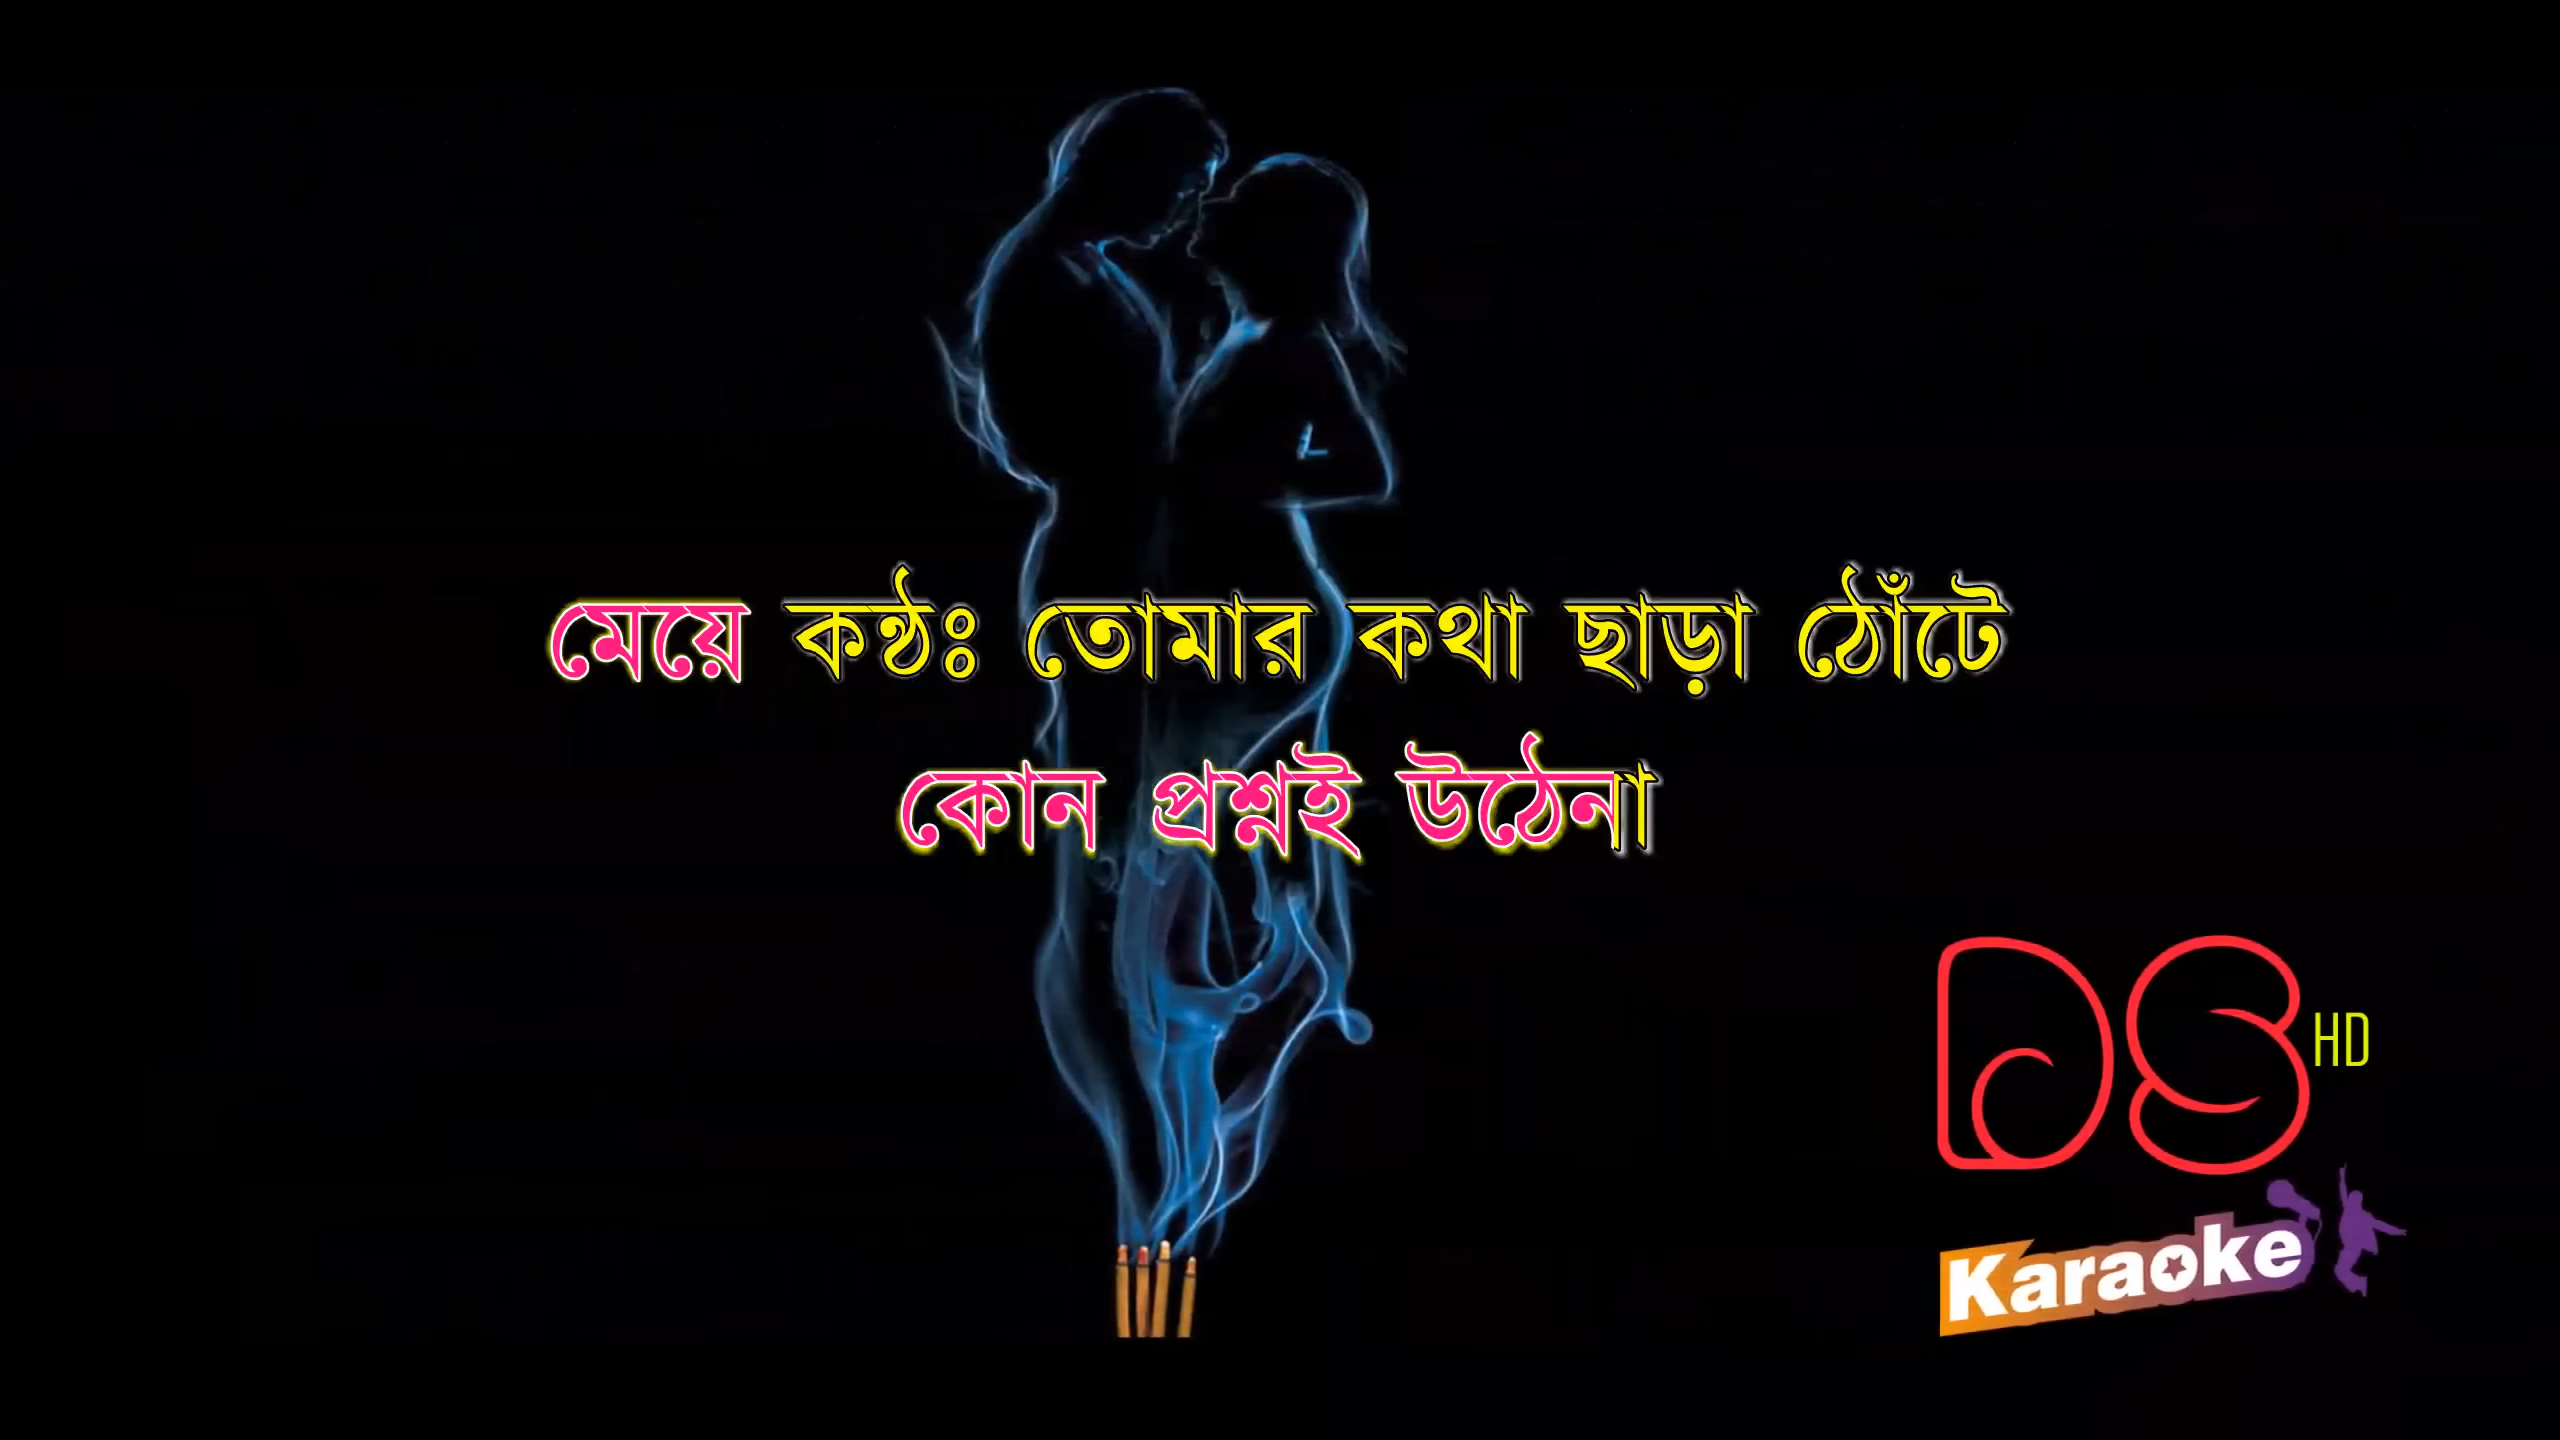 মেয়ে কন্ঠঃ তোমার কথা ছাড়া ঠোঁটে
কোন প্রশ্নই উঠেনা
DS HD
Karaoke